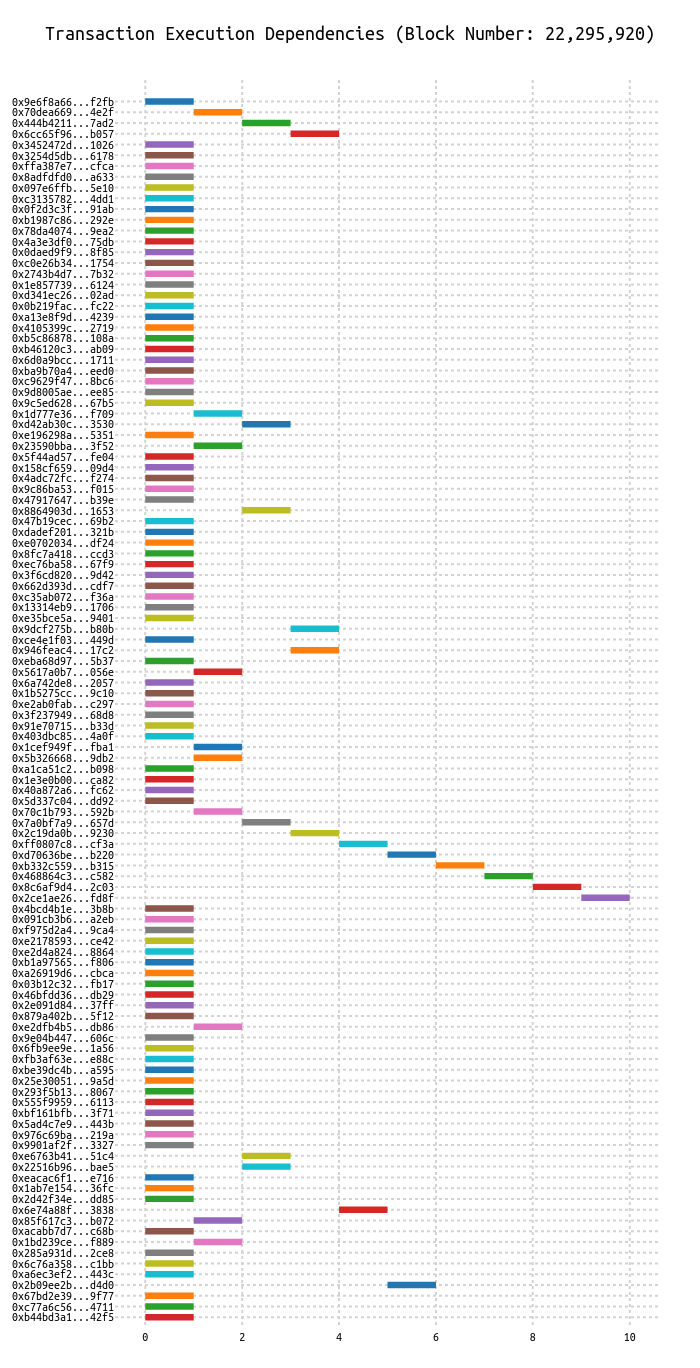 Transaction Execution Dependencies (Block Number: 22,295,920)
0x9e6f8a66...f2fb
0x70dea669...4e2f
0x444b4211...7ad2
0x6cc65f96...b057
0x3452472d...1026
0x3254d5db...6178
0xffa387e7...cfca
0x8adfdfd0...a633
0x097e6ffb...5e10
0xc3135782...4dd1
0x0f2d3c3f...91ab
0xb1987c86...292e
0x78da4074...9ea2
0x4a3e3df0...75db
0x0daed9f9...8f85
0xc0e26b34...1754
0x2743b4d7...7b32
0x1e857739...6124
0xd341ec26...02ad
0x0b219fac...fc22
0xa13e8f9d...4239
0x4105399c...2719
0xb5c86878...108a
0xb46120c3...ab09
0x6d0a9bcc...1711
0xba9b70a4...eed0
0xc9629f47...8bc6
0x9d8005ae...ee85
0x9c5ed628...67b5
0x1d777e36...f709
0xd42ab30c...3530
0xe196298a...5351
0x23590bba...3f52
0x5f44ad57...fe04
0x158cf659...09d4
0x4adc72fc...f274
0x9c86ba53...f015
0x47917647...b39e
0x8864903d...1653
0x47b19cec...69b2
0xdadef201...321b
0xe0702034...df24
0x8fc7a418...ccd3
0xec76ba58...67f9
0x3f6cd820...9d42
0x662d393d...cdf7
0xc35ab072...f36a
0x13314eb9...1706
0xe35bce5a...9401
0x9dcf275b...b80b
0xce4e1f03...449d
0x946feac4...17c2
0xeba68d97...5b37
0x5617a0b7...056e
0x6a742de8...2057
0x1b5275cc...9c10
0xe2ab0fab...c297
0x3f237949...68d8
0x91e70715...b33d
0x403dbc85...4a0f
0x1cef949f...fba1
0x5b326668...9db2
0xa1ca51c2...b098
0x1e3e0b00...ca82
0x40a872a6...fc62
0x5d337c04...dd92
0x70c1b793...592b
0x7a0bf7a9...657d
0x2c19da0b...9230
0xff0807c8...cf3a
0xd70636be...b220
0xb332c559...b315
0x468864c3...c582
0x8c6af9d4...2c03
0x2ce1ae26...fd8f
0x4bcd4b1e...3b8b
0x091cb3b6...a2eb
0xf975d2a4...9ca4
0xe2178593...ce42
0xe2d4a824...8864
0xb1a97565...f806
0xa26919d6...cbca
0x03b12c32...fb17
0x46bfdd36...db29
0x2e091d84...37ff
0x879a402b...5f12
0xe2dfb4b5...db86
0x9e04b447...606c
0x6fb9ee9e...1a56
0xfb3af63e...e88c
0xbe39dc4b...a595
0x25e30051...9a5d
0x293f5b13...8067
0x555f9959...6113
0xbf161bfb...3f71
0x5ad4c7e9...443b
0x976c69ba...219a
0x9901af2f...3327
0xe6763b41...51c4
0x22516b96...bae5
0xeacac6f1...e716
0x1ab7e154...36fc
0x2d42f34e...dd85
0x6e74a88f...3838
0x85f617c3...b072
0xacabb7d7...c68b
0x1bd239ce...f889
0x285a931d...2ce8
0x6c76a358...c1bb
0xa6ec3ef2...443c
0x2b09ee2b...d4d0
0x67bd2e39...9f77
0xc77a6c56...4711
0xb44bd3a1...42f5
0 2 4 6 8 10